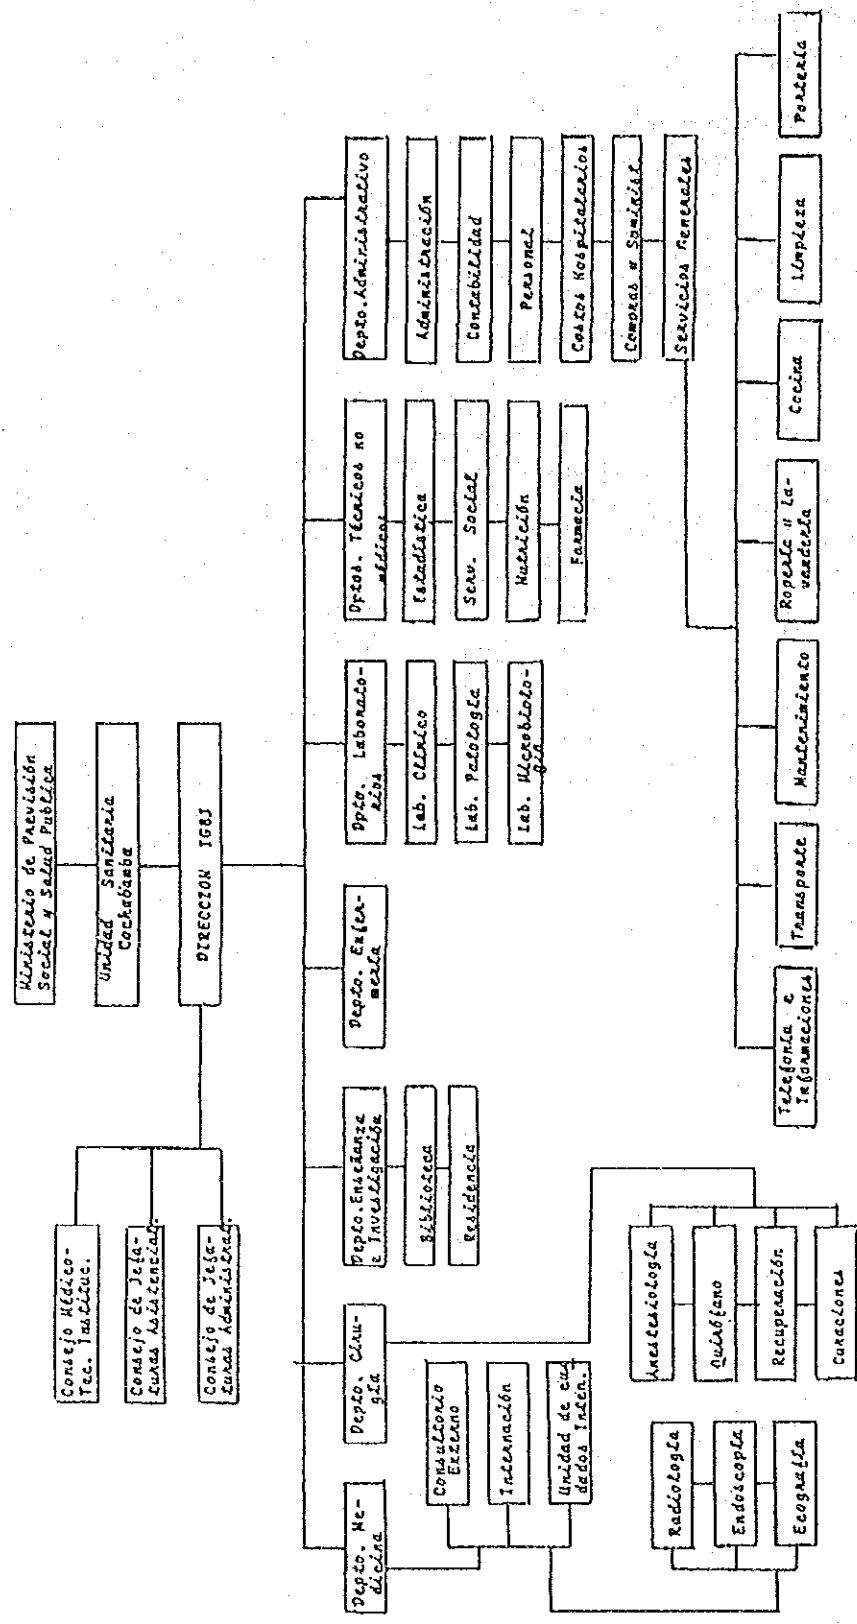 Ministerio de Previsión
Social y Salud Publica
Unidad Sanitaria
Cochabamba
DIRECCION IGBJ
Consejo Médico-
Tec. Instituc.
Consejo de Jefa-
turas Asistencial.
Consejo de Jefa-
turas Administrat.
Depto. Me-
dicina
Depto. Ciru-
gía
Depto. Enseñanza
e Investigación
Depto. Enfer-
mería
Dpto. Laborato-
rios
Dptos. Técnicos no
médicos
Depto. Administrativo
Consultorio
Externo
Internación
Unidad de cui
dados Inten.
Biblioteca
Residencia
Lab. Clínico
Lab. Patología
Lab. Microbiolo-
gía
Estadística
Serv. Social
Nutrición
Farmacia
Administración
Contabilidad
Personal
Costos Hospitalarios
Compras y Suminist.
Servicios Generales
Radiología
Endóscopía
Ecografía
Anestesiología
Quirófano
Recuperación
Curaciones
Telefonía e
Informaciones
Transporte
Mantenimiento
Ropería y La-
vandería
Cocina
Limpieza
Portería